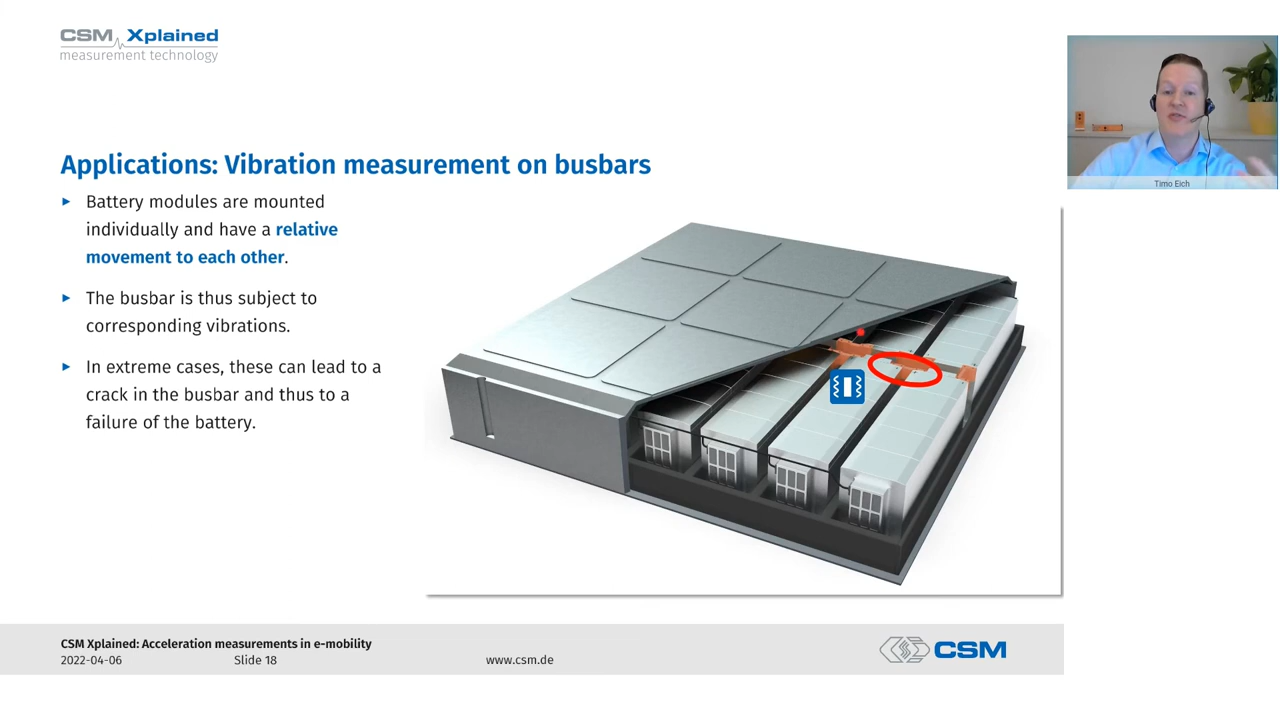 CSM Xplained
measurement technology
Timo Eich
Applications: Vibration measurement on busbars
Battery modules are mounted
individually and have a relative
movement to each other.
The busbar is thus subject to
corresponding vibrations.
In extreme cases, these can lead to a
crack in the busbar and thus to a
failure of the battery.
CSM Xplained: Acceleration measurements in e-mobility
2022-04-06 Slide 18 www.csm.de
CSM